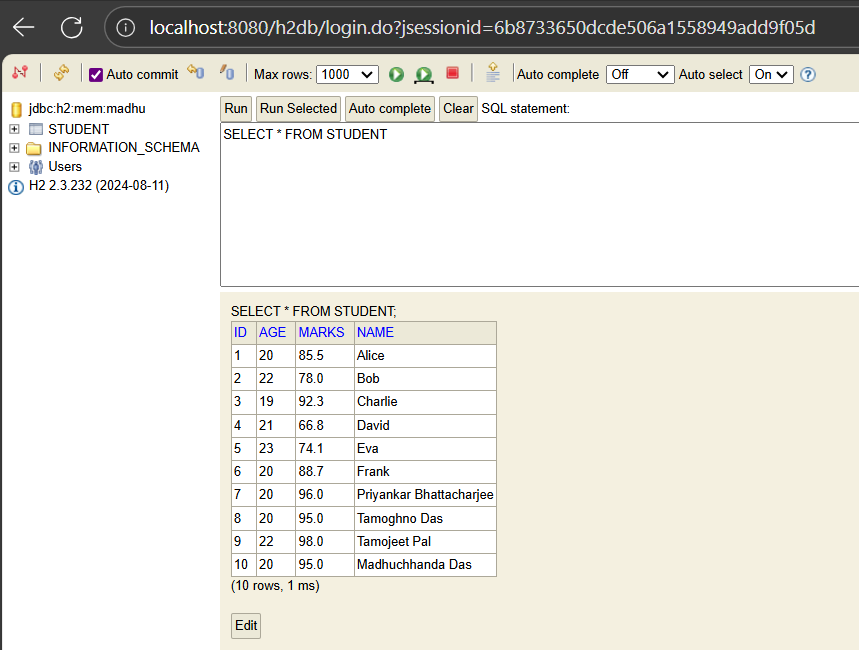 localhost:8080/h2db/login.do?jsessionid=6b8733650dcde506a1558949add9f05d
Auto commit Max rows: 1000 Auto complete Off Auto select On
jdbc:h2:mem:madhu
STUDENT
INFORMATION_SCHEMA
Users
H2 2.3.232 (2024-08-11)
Run Run Selected Auto complete Clear SQL statement:
SELECT * FROM STUDENT
SELECT * FROM STUDENT;
ID AGE MARKS NAME
1 20 85.5 Alice
2 22 78.0 Bob
3 19 92.3 Charlie
4 21 66.8 David
5 23 74.1 Eva
6 20 88.7 Frank
7 20 96.0 Priyankar Bhattacharjee
8 20 95.0 Tamoghno Das
9 22 98.0 Tamojeet Pal
10 20 95.0 Madhuchhanda Das
(10 rows, 1 ms)
Edit